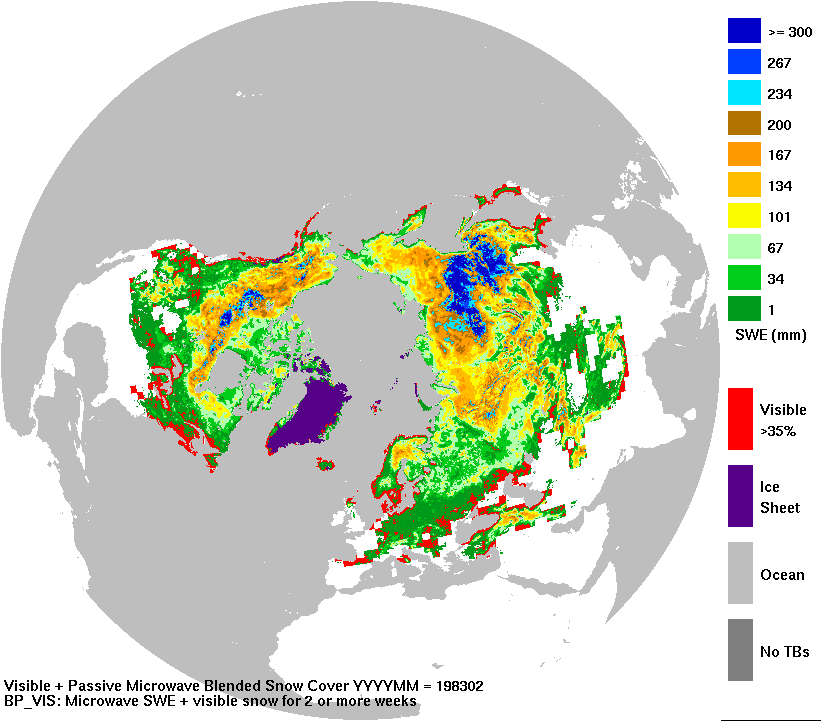 >= 300
267
234
200
167
134
101
67
34
1
SWE (mm)
Visible
>35%
Ice
Sheet
Ocean
No TBs
Visible + Passive Microwave Blended Snow Cover YYYYMM = 198302
BP_VIS: Microwave SWE + visible snow for 2 or more weeks